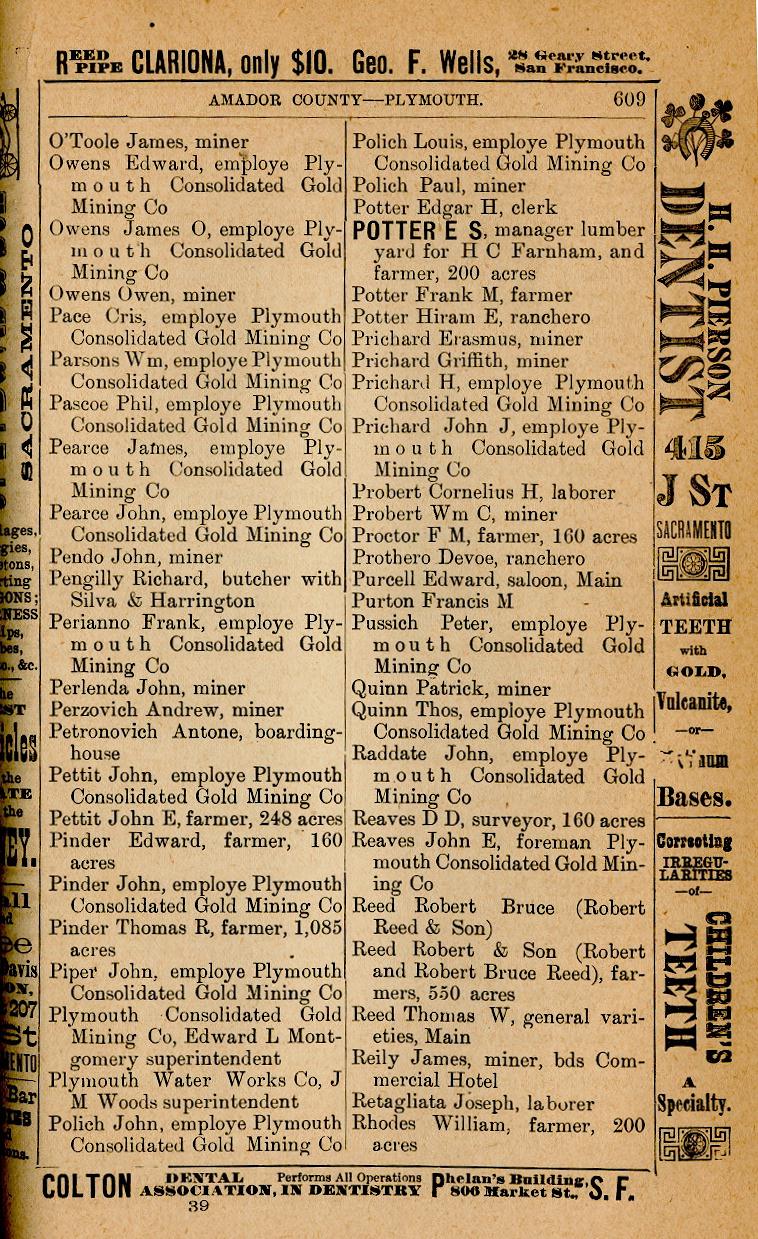 REED PIPE CLARIONA, only $10. Geo. F. Wells, 28 Geary Street, San Francisco.
AMADOR COUNTY—PLYMOUTH. 609
O'Toole James, miner
Owens Edward, employe Ply-
mouth Consolidated Gold
Mining Co
Owens James O, employe Ply-
mouth Consolidated Gold
Mining Co
Owens Owen, miner
Pace Cris, employe Plymouth
Consolidated Gold Mining Co
Parsons Wm, employe Plymouth
Consolidated Gold Mining Co
Pascoe Phil, employe Plymouth
Consolidated Gold Mining Co
Pearce James, employe Ply-
mouth Consolidated Gold
Mining Co
Pearce John, employe Plymouth
Consolidated Gold Mining Co
Pendo John, miner
Pengilly Richard, butcher with
Silva & Harrington
Perianno Frank, employe Ply-
mouth Consolidated Gold
Mining Co
Perlenda John, miner
Perzovich Andrew, miner
Petronovich Antone, boarding-
house
Pettit John, employe Plymouth
Consolidated Gold Mining Co
Pettit John E, farmer, 248 acres
Pinder Edward, farmer, 160
acres
Pinder John, employe Plymouth
Consolidated Gold Mining Co
Pinder Thomas R, farmer, 1,085
acres
Piper John, employe Plymouth
Consolidated Gold Mining Co
Plymouth Consolidated Gold
Mining Co, Edward L Mont-
gomery superintendent
Plymouth Water Works Co, J
M Woods superintendent
Polich John, employe Plymouth
Consolidated Gold Mining Co
Polich Louis, employe Plymouth
Consolidated Gold Mining Co
Polich Paul, miner
Potter Edgar H, clerk
POTTER E S, manager lumber
yard for H C Farnham, and
farmer, 200 acres
Potter Frank M, farmer
Potter Hiram E, ranchero
Prichard Erasmus, miner
Prichard Griffith, miner
Prichard H, employe Plymouth
Consolidated Gold Mining Co
Prichard John J, employe Ply-
mouth Consolidated Gold
Mining Co
Probert Cornelius H, laborer
Probert Wm C, miner
Proctor F M, farmer, 160 acres
Prothero Devoe, ranchero
Purcell Edward, saloon, Main
Purton Francis M
Pussich Peter, employe Ply-
mouth Consolidated Gold
Mining Co
Quinn Patrick, miner
Quinn Thos, employe Plymouth
Consolidated Gold Mining Co
Raddate John, employe Ply-
mouth Consolidated Gold
Mining Co
Reaves D D, surveyor, 160 acres
Reaves John E, foreman Ply-
mouth Consolidated Gold Min-
ing Co
Reed Robert Bruce (Robert
Reed & Son)
Reed Robert & Son (Robert
and Robert Bruce Reed), far-
mers, 550 acres
Reed Thomas W, general vari-
eties, Main
Reily James, miner, bds Com-
mercial Hotel
Retagliata Joseph, laborer
Rhodes William, farmer, 200
acres
H. H. PIERSON
DENTIST
415
J ST
SACRAMENTO
Artificial
TEETH
with
GOLD,
Vulcanite,
—or—
Bases.
Correcting
IRREGU-
LARITIES
—of—
CHILDREN'S
TEETH
A
Specialty.
SACRAMENTO
COLTON DENTAL ASSOCIATION, Performs All Operations IN DENTISTRY Phelan's Building, 806 Market St., S. F.
39